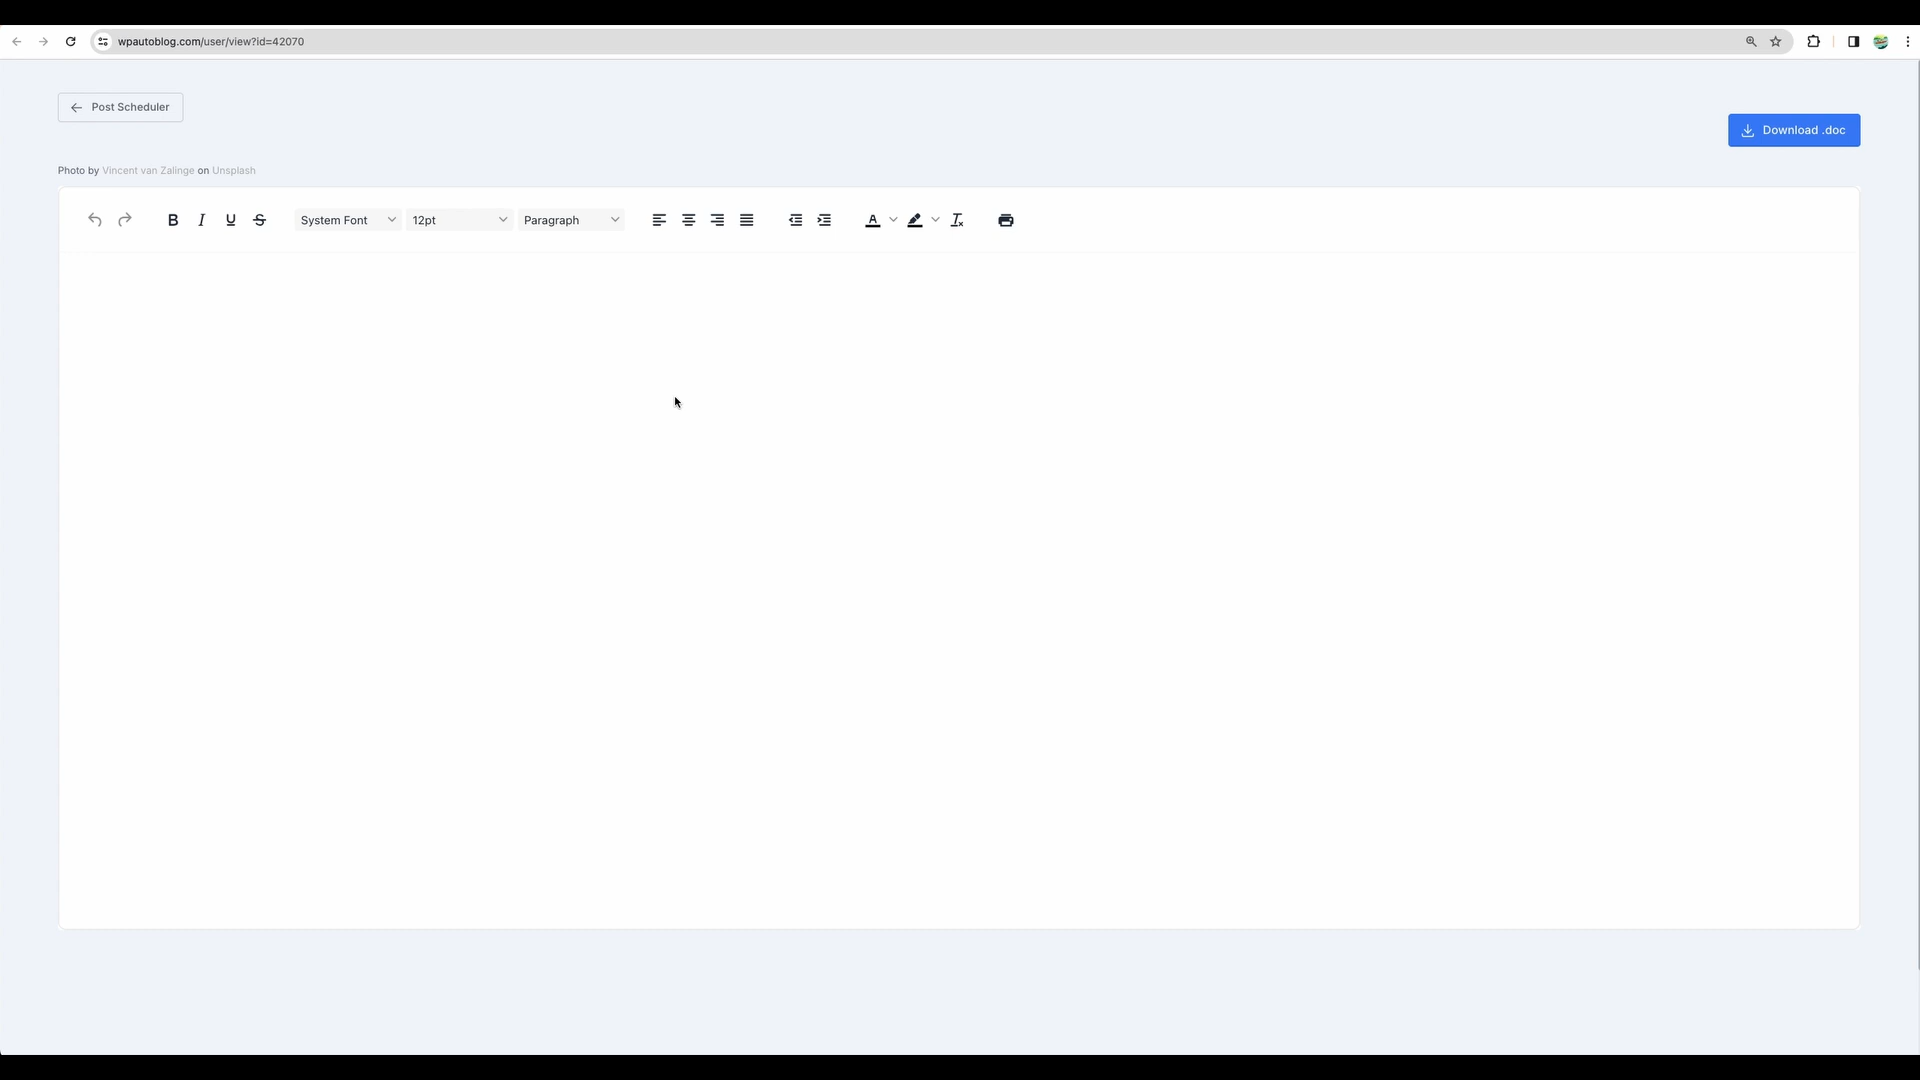 wpautoblog.com/user/view?id=42070
Post Scheduler
Download .doc
Photo by Vincent van Zalinge on Unsplash
B I U S System Font 12pt Paragraph A